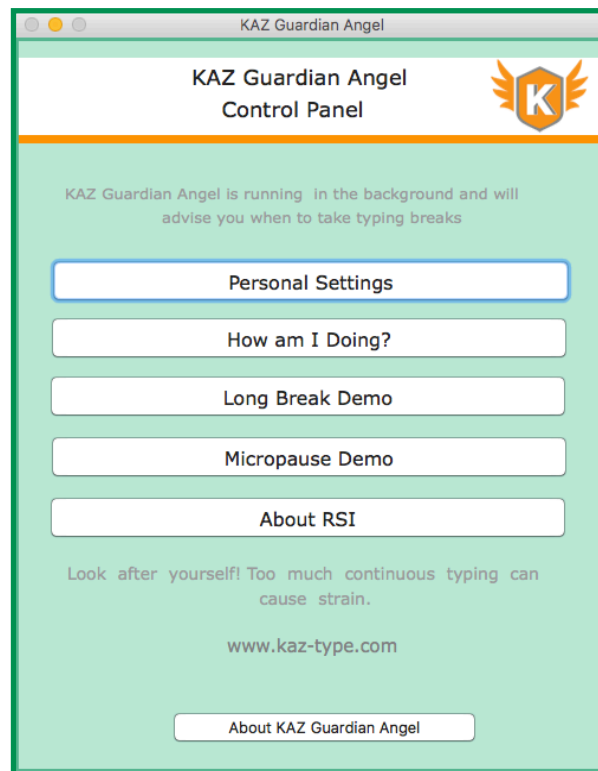 KAZ Guardian Angel
KAZ Guardian Angel
Control Panel
K
KAZ Guardian Angel is running in the background and will
advise you when to take typing breaks
Personal Settings
How am I Doing?
Long Break Demo
Micropause Demo
About RSI
Look after yourself! Too much continuous typing can
cause strain.
www.kaz-type.com
About KAZ Guardian Angel